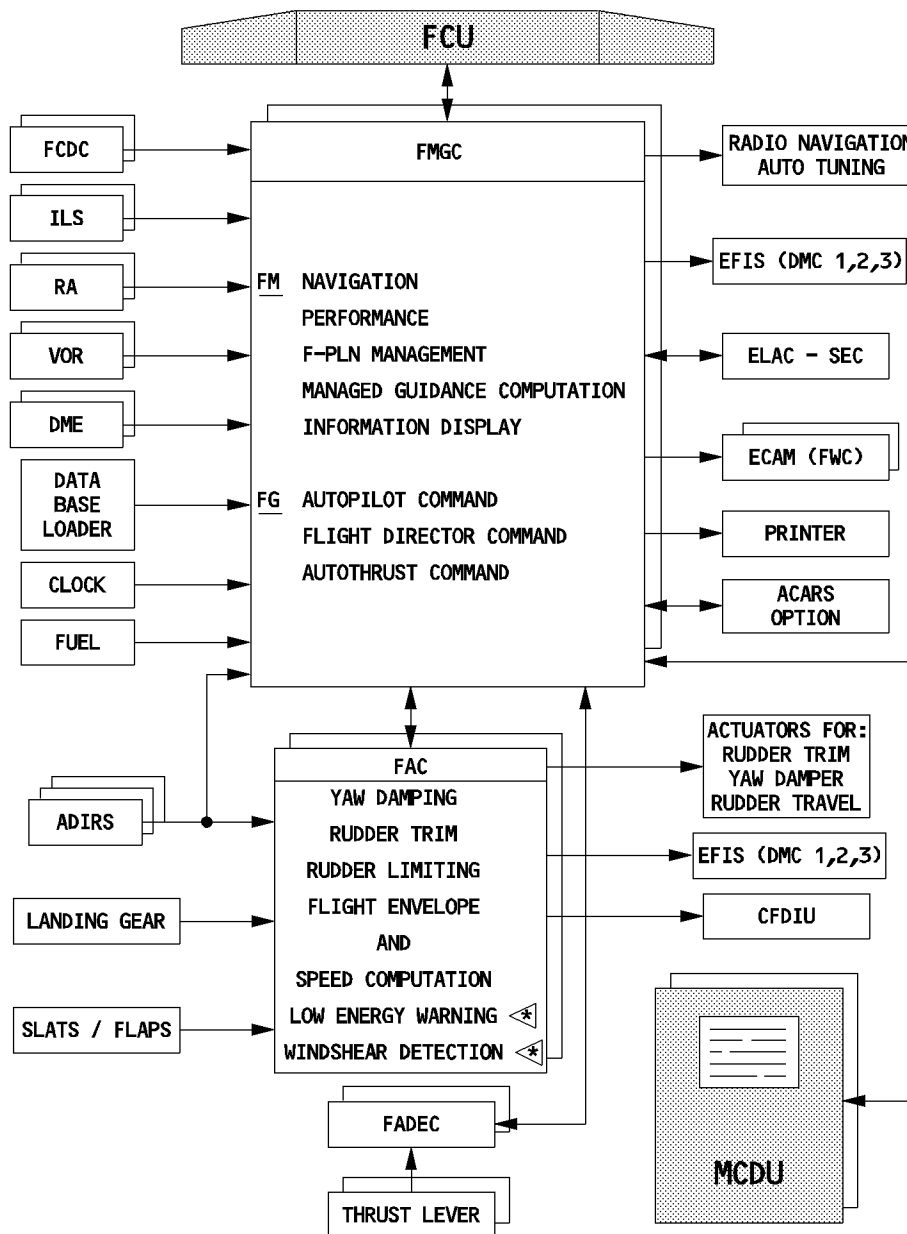 FCU
FCDC
ILS
RA
VOR
DME
DATA
BASE
LOADER
CLOCK
FUEL
ADIRS
LANDING GEAR
SLATS / FLAPS
FMGC
FM NAVIGATION
PERFORMANCE
F-PLN MANAGEMENT
MANAGED GUIDANCE COMPUTATION
INFORMATION DISPLAY
FG AUTOPILOT COMMAND
FLIGHT DIRECTOR COMMAND
AUTOTHRUST COMMAND
FAC
YAW DAMPING
RUDDER TRIM
RUDDER LIMITING
FLIGHT ENVELOPE
AND
SPEED COMPUTATION
LOW ENERGY WARNING *
WINDSHEAR DETECTION *
FADEC
THRUST LEVER
RADIO NAVIGATION
AUTO TUNING
EFIS (DMC 1,2,3)
ELAC - SEC
ECAM (FWC)
PRINTER
ACARS
OPTION
ACTUATORS FOR:
RUDDER TRIM
YAW DAMPER
RUDDER TRAVEL
EFIS (DMC 1,2,3)
CFDIU
MCDU